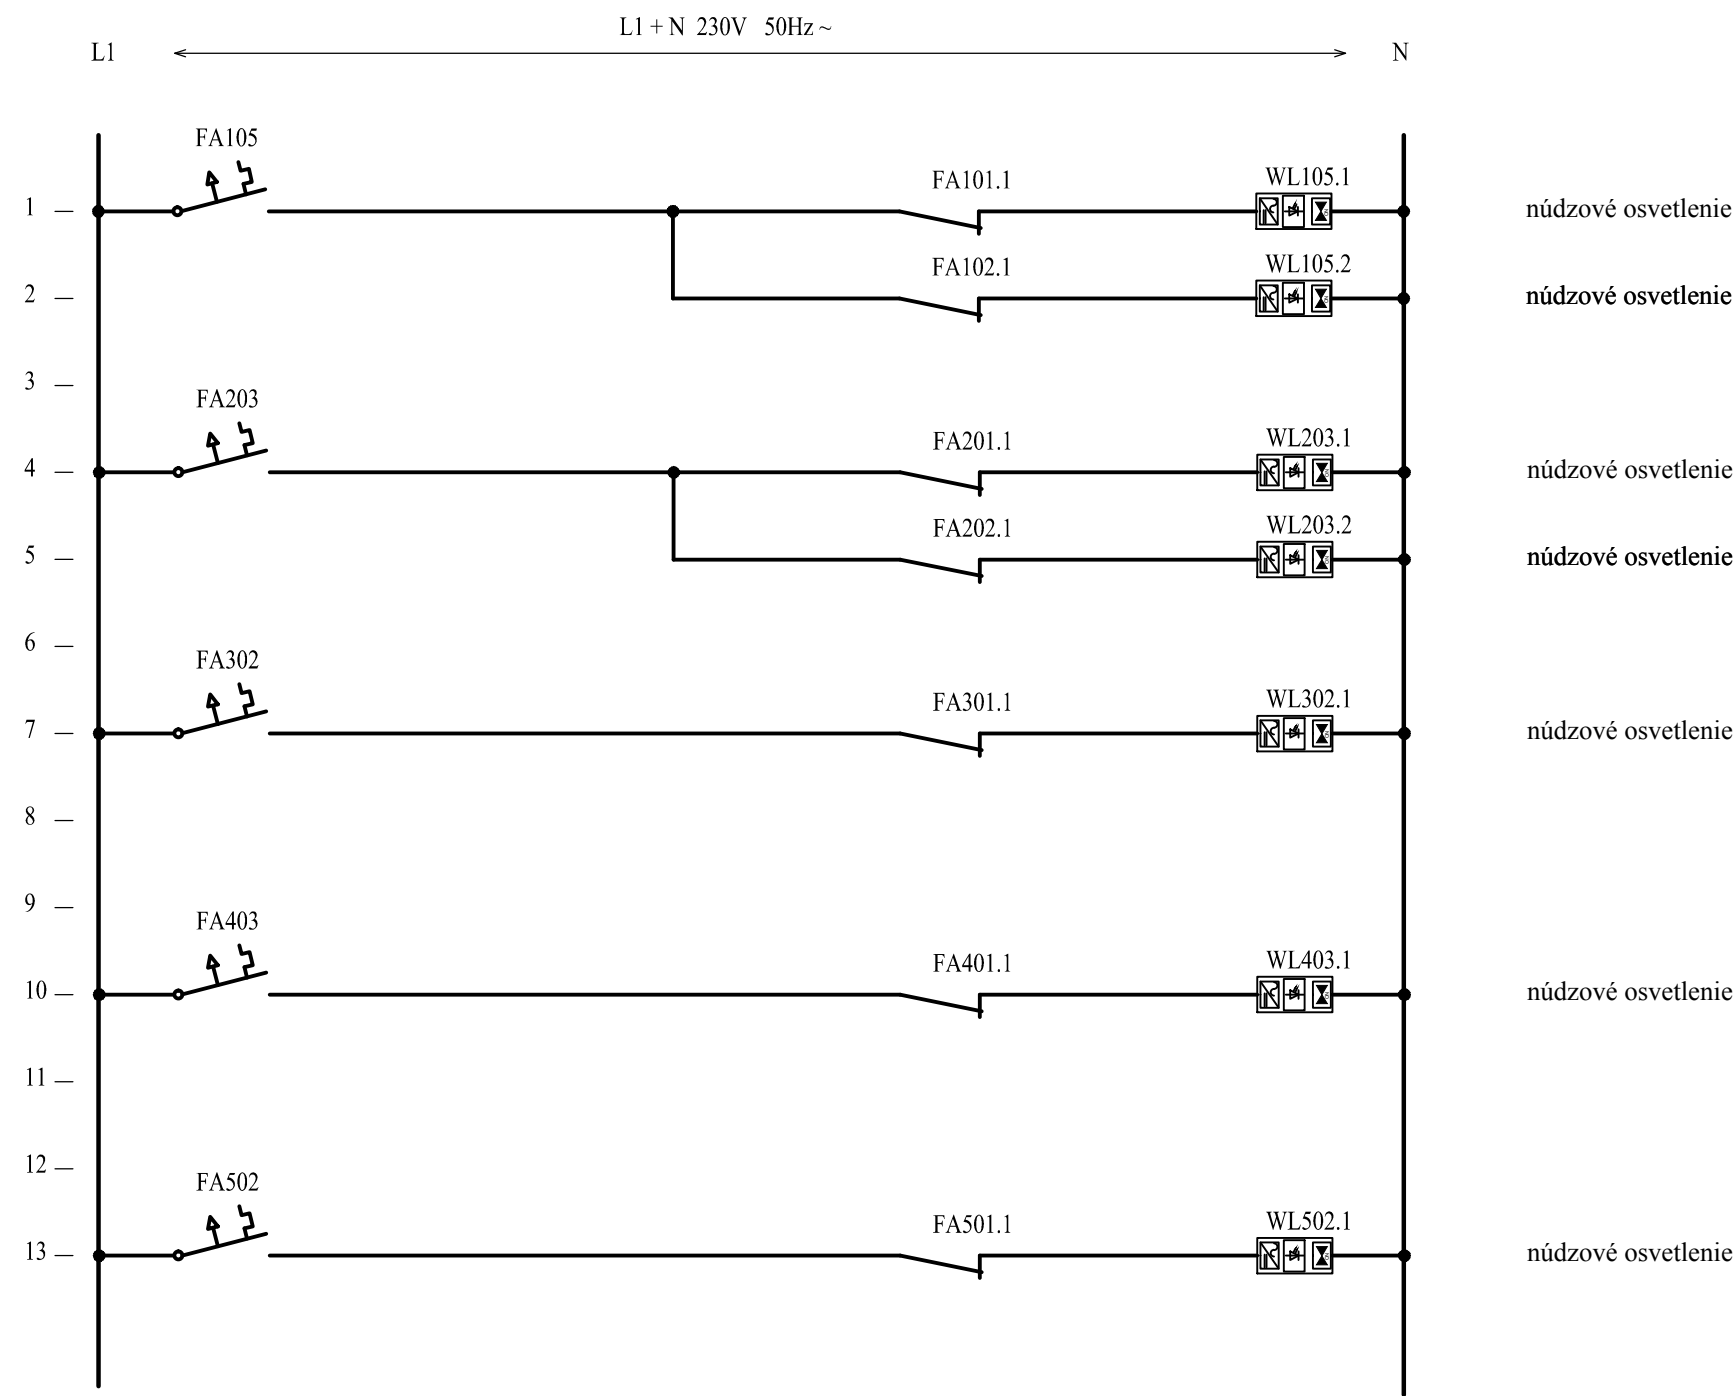 L1 + N 230V 50Hz ~
L1 N
FA105
1 FA101.1 WL105.1 núdzové osvetlenie
2 FA102.1 WL105.2 núdzové osvetlenie
3
FA203
4 FA201.1 WL203.1 núdzové osvetlenie
5 FA202.1 WL203.2 núdzové osvetlenie
6
FA302
7 FA301.1 WL302.1 núdzové osvetlenie
8
9
FA403
10 FA401.1 WL403.1 núdzové osvetlenie
11
12
FA502
13 FA501.1 WL502.1 núdzové osvetlenie